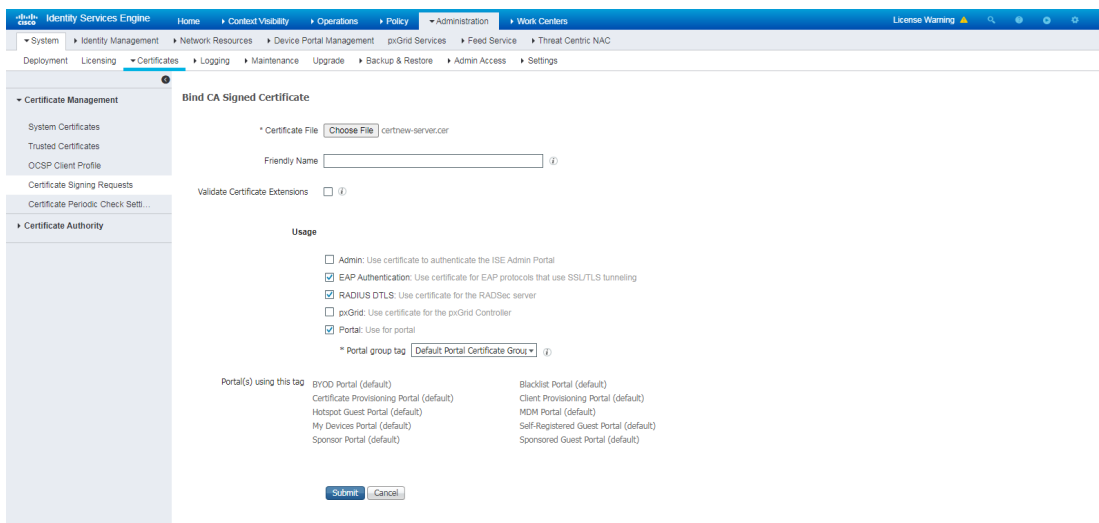 cisco Identity Services Engine Home Context Visibility Operations Policy Administration Work Centers License Warning
System Identity Management Network Resources Device Portal Management pxGrid Services Feed Service Threat Centric NAC
Deployment Licensing Certificates Logging Maintenance Upgrade Backup & Restore Admin Access Settings
Certificate Management
System Certificates
Trusted Certificates
OCSP Client Profile
Certificate Signing Requests
Certificate Periodic Check Setti...
Certificate Authority
Bind CA Signed Certificate
* Certificate File Choose File certnew-server.cer
Friendly Name
Validate Certificate Extensions
Usage
Admin: Use certificate to authenticate the ISE Admin Portal
EAP Authentication: Use certificate for EAP protocols that use SSL/TLS tunneling
RADIUS DTLS: Use certificate for the RADSec server
pxGrid: Use certificate for the pxGrid Controller
Portal: Use for portal
* Portal group tag Default Portal Certificate Grou
Portal(s) using this tag
BYOD Portal (default) Blacklist Portal (default)
Certificate Provisioning Portal (default) Client Provisioning Portal (default)
Hotspot Guest Portal (default) MDM Portal (default)
My Devices Portal (default) Self-Registered Guest Portal (default)
Sponsor Portal (default) Sponsored Guest Portal (default)
Submit Cancel